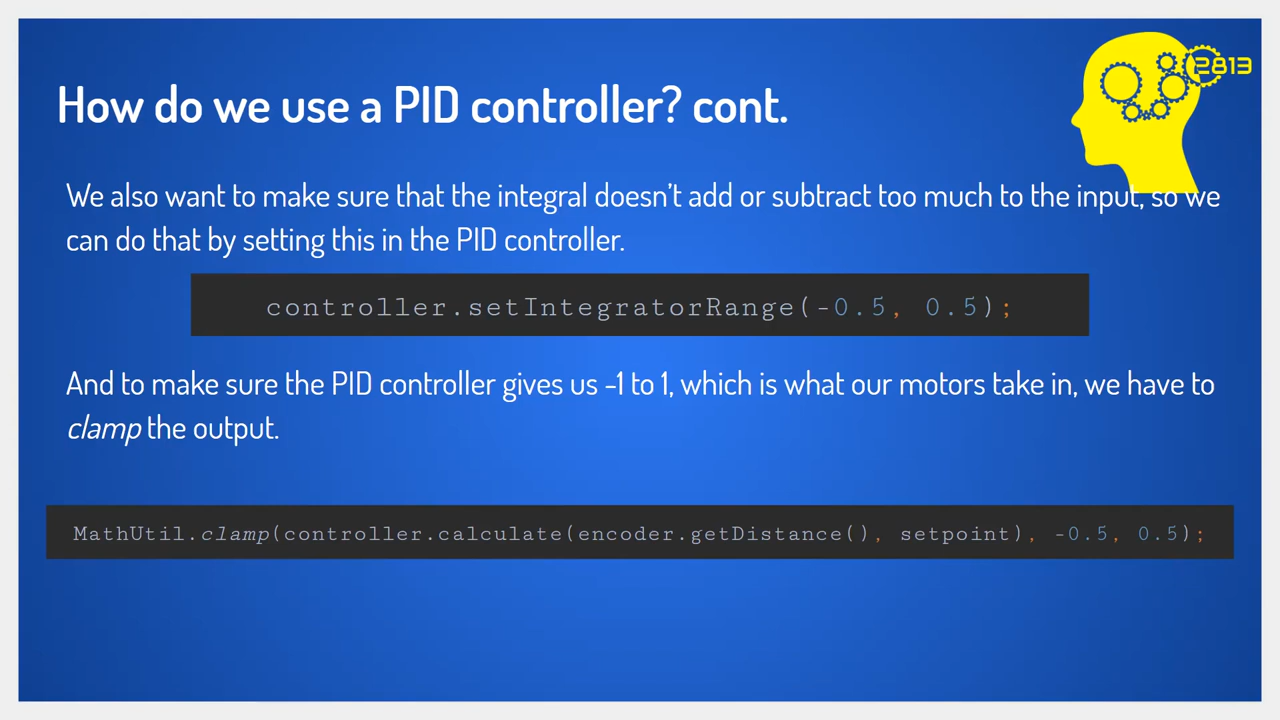 2813
How do we use a PID controller? cont.
We also want to make sure that the integral doesn't add or subtract too much to the input, so we
can do that by setting this in the PID controller.
controller.setIntegratorRange(-0.5, 0.5);
And to make sure the PID controller gives us -1 to 1, which is what our motors take in, we have to
clamp the output.
MathUtil.clamp(controller.calculate(encoder.getDistance(), setpoint), -0.5, 0.5);